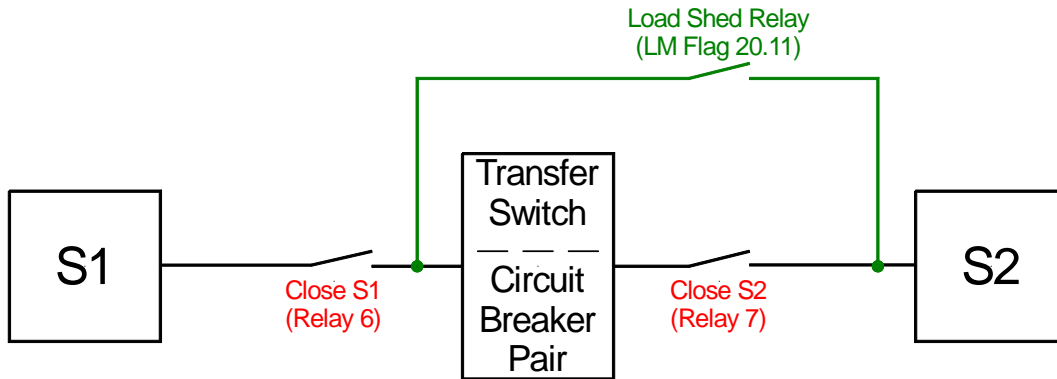 Load Shed Relay
(LM Flag 20.11)
S1
Close S1
(Relay 6)
Transfer
Switch
Circuit
Breaker
Pair
Close S2
(Relay 7)
S2